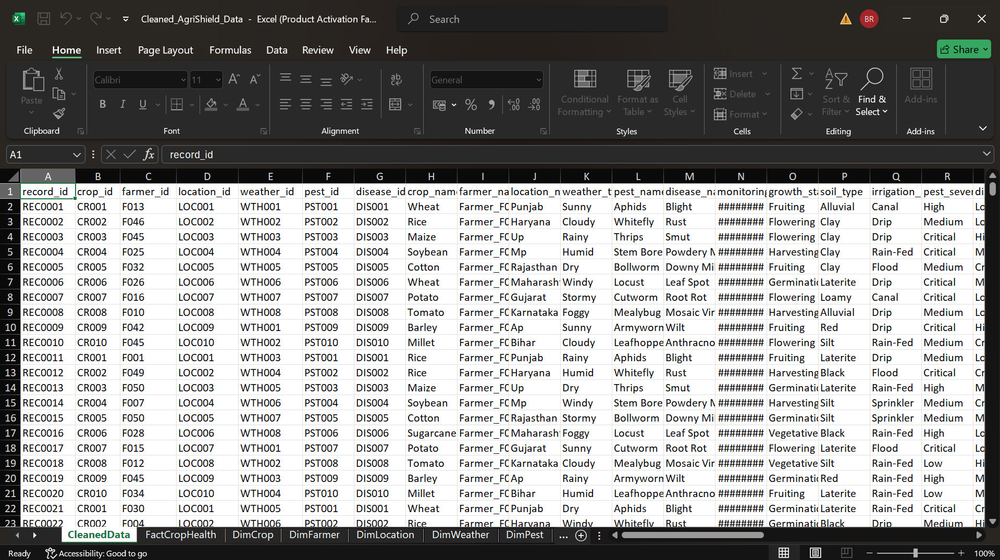 Cleaned_AgriShield_Data - Excel (Product Activation Fa...
Search
BR
File Home Insert Page Layout Formulas Data Review View Help
Share
Paste
Clipboard
Calibri 11
B I U
Font
ab
Alignment
General
Number
Conditional Formatting
Format as Table
Cell Styles
Styles
Insert
Delete
Format
Cells
Sort & Filter
Find & Select
Editing
Add-ins
Add-ins
A1 fx record_id
A B C D E F G H I J K L M N O P Q R
1 record_id crop_id farmer_id location_id weather_id pest_id disease_id crop_name farmer_na location_n weather_t pest_name disease_na monitoring growth_sta soil_type irrigation_ pest_sever di
2 REC0001 CR001 F013 LOC001 WTH001 PST001 DIS001 Wheat Farmer_F0 Punjab Sunny Aphids Blight ######## Fruiting Alluvial Canal High Lo
3 REC0002 CR002 F046 LOC002 WTH002 PST002 DIS002 Rice Farmer_F0 Haryana Cloudy Whitefly Rust ######## Flowering Clay Drip Medium Lo
4 REC0003 CR003 F045 LOC003 WTH003 PST003 DIS003 Maize Farmer_F0 Up Rainy Thrips Smut ######## Flowering Clay Drip Critical Hi
5 REC0004 CR004 F025 LOC004 WTH004 PST004 DIS004 Soybean Farmer_F0 Mp Humid Stem Bore Powdery M ######## Harvesting Clay Rain-Fed Critical M
6 REC0005 CR005 F032 LOC005 WTH005 PST005 DIS005 Cotton Farmer_F0 Rajasthan Dry Bollworm Downy Mi ######## Fruiting Clay Flood Medium Cr
7 REC0006 CR006 F026 LOC006 WTH006 PST006 DIS006 Wheat Farmer_F0 Maharash Windy Locust Leaf Spot ######## Germinatio Laterite Drip Critical M
8 REC0007 CR007 F016 LOC007 WTH007 PST007 DIS007 Potato Farmer_F0 Gujarat Stormy Cutworm Root Rot ######## Flowering Loamy Canal Critical Lo
9 REC0008 CR008 F010 LOC008 WTH008 PST008 DIS008 Tomato Farmer_F0 Karnataka Foggy Mealybug Mosaic Vir ######## Harvesting Alluvial Drip Medium Lo
10 REC0009 CR009 F042 LOC009 WTH001 PST009 DIS009 Barley Farmer_F0 Ap Sunny Armyworm Wilt ######## Fruiting Red Drip Critical Hi
11 REC0010 CR010 F045 LOC010 WTH002 PST010 DIS010 Millet Farmer_F0 Bihar Cloudy Leafhoppe Anthracno ######## Flowering Silt Rain-Fed Medium Cr
12 REC0011 CR001 F001 LOC001 WTH003 PST001 DIS001 Rice Farmer_F0 Punjab Rainy Aphids Blight ######## Fruiting Laterite Drip Medium Lo
13 REC0012 CR002 F049 LOC002 WTH004 PST002 DIS002 Rice Farmer_F0 Haryana Humid Whitefly Rust ######## Harvesting Black Flood Critical Cr
14 REC0013 CR003 F050 LOC003 WTH005 PST003 DIS003 Maize Farmer_F0 Up Dry Thrips Smut ######## Germinatio Laterite Rain-Fed High M
15 REC0014 CR004 F007 LOC004 WTH006 PST004 DIS004 Soybean Farmer_F0 Mp Windy Stem Bore Powdery M ######## Harvesting Silt Sprinkler Medium Cr
16 REC0015 CR005 F050 LOC005 WTH007 PST005 DIS005 Cotton Farmer_F0 Rajasthan Stormy Bollworm Downy Mi ######## Germinatio Silt Sprinkler Medium M
17 REC0016 CR006 F028 LOC006 WTH008 PST006 DIS006 Sugarcane Farmer_F0 Maharash Foggy Locust Leaf Spot ######## Vegetative Black Rain-Fed High Lo
18 REC0017 CR007 F015 LOC007 WTH001 PST007 DIS007 Potato Farmer_F0 Gujarat Sunny Cutworm Root Rot ######## Flowering Laterite Flood Critical Lo
19 REC0018 CR008 F012 LOC008 WTH002 PST008 DIS008 Tomato Farmer_F0 Karnataka Cloudy Mealybug Mosaic Vir ######## Vegetative Silt Rain-Fed Low Hi
20 REC0019 CR009 F045 LOC009 WTH003 PST009 DIS009 Barley Farmer_F0 Ap Rainy Armyworm Wilt ######## Germinatio Red Rain-Fed High M
21 REC0020 CR010 F034 LOC010 WTH004 PST010 DIS010 Millet Farmer_F0 Bihar Humid Leafhoppe Anthracno ######## Fruiting Laterite Rain-Fed Low M
22 REC0021 CR001 F030 LOC001 WTH005 PST001 DIS001 Wheat Farmer_F0 Punjab Dry Aphids Blight ######## Germinatio Laterite Rain-Fed Critical Cr
23 REC0022 CR002 F004 LOC002 WTH006 PST002 DIS002 Rice Farmer_F0 Haryana Windy Whitefly Rust ######## Germinatio Black Drip Medium Hi
CleanedData FactCropHealth DimCrop DimFarmer DimLocation DimWeather DimPest ...
Ready Accessibility: Good to go 100%